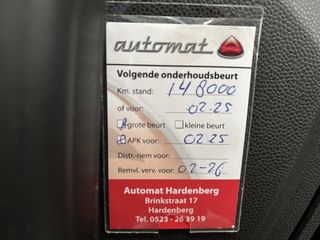 automat
Volgende onderhoudsbeurt
Km. stand: 148000
of voor: 02.25
grote beurt kleine beurt
APK voor: 02.25
Distr.-riem voor:
Remvl. verv. voor: 02-26
Automat Hardenberg
Brinkstraat 17
Hardenberg
Tel. 0523 - 26 39 19